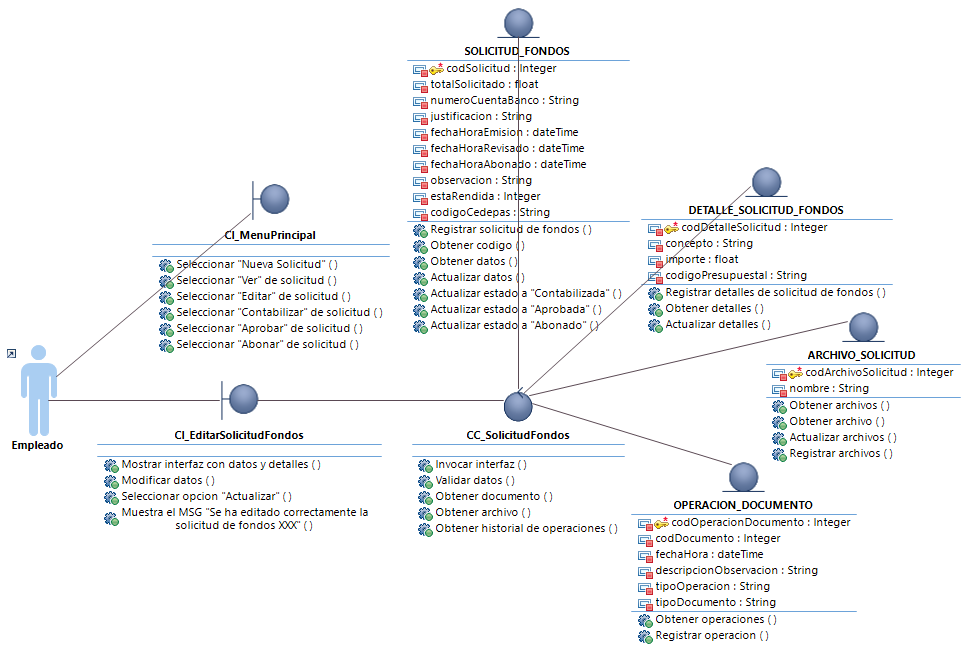 SOLICITUD_FONDOS
codSolicitud : Integer
totalSolicitado : float
numeroCuentaBanco : String
justificacion : String
fechaHoraEmision : dateTime
fechaHoraRevisado : dateTime
fechaHoraAbonado : dateTime
observacion : String
estaRendida : Integer
codigoCedepas : String
Registrar solicitud de fondos ( )
Obtener codigo ( )
Obtener datos ( )
Actualizar datos ( )
Actualizar estado a "Contabilizada" ( )
Actualizar estado a "Aprobada" ( )
Actualizar estado a "Abonado" ( )
DETALLE_SOLICITUD_FONDOS
codDetalleSolicitud : Integer
concepto : String
importe : float
codigoPresupuestal : String
Registrar detalles de solicitud de fondos ( )
Obtener detalles ( )
Actualizar detalles ( )
CI_MenuPrincipal
Seleccionar "Nueva Solicitud" ( )
Seleccionar "Ver" de solicitud ( )
Seleccionar "Editar" de solicitud ( )
Seleccionar "Contabilizar" de solicitud ( )
Seleccionar "Aprobar" de solicitud ( )
Seleccionar "Abonar" de solicitud ( )
ARCHIVO_SOLICITUD
codArchivoSolicitud : Integer
nombre : String
Obtener archivos ( )
Obtener archivo ( )
Actualizar archivos ( )
Registrar archivos ( )
Empleado
CI_EditarSolicitudFondos
Mostrar interfaz con datos y detalles ( )
Modificar datos ( )
Seleccionar opcion "Actualizar" ( )
Muestra el MSG "Se ha editado correctamente la
solicitud de fondos XXX" ( )
CC_SolicitudFondos
Invocar interfaz ( )
Validar datos ( )
Obtener documento ( )
Obtener archivo ( )
Obtener historial de operaciones ( )
OPERACION_DOCUMENTO
codOperacionDocumento : Integer
codDocumento : Integer
fechaHora : dateTime
descripcionObservacion : String
tipoOperacion : String
tipoDocumento : String
Obtener operaciones ( )
Registrar operacion ( )